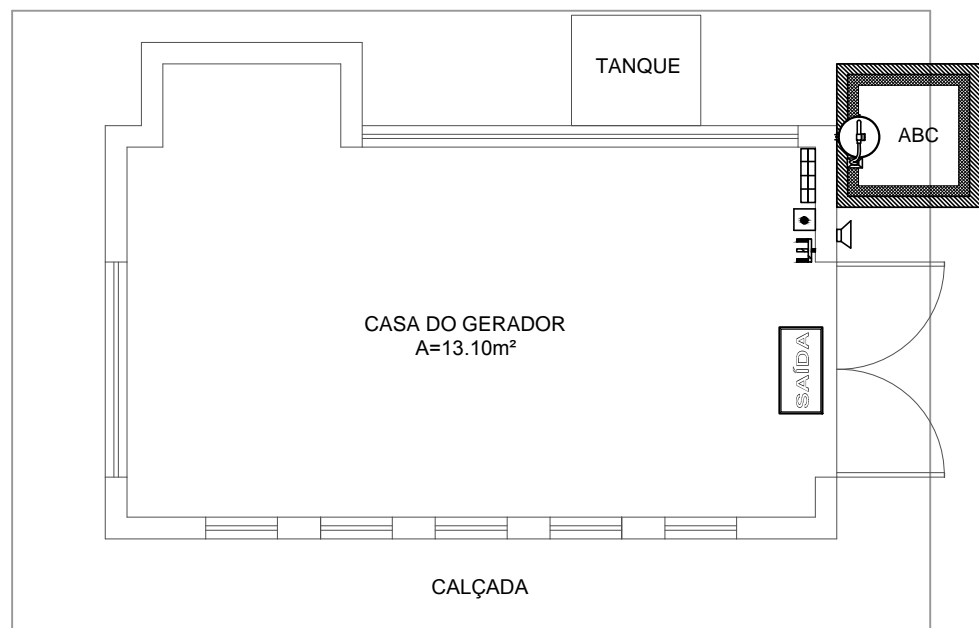 TANQUE
ABC
CASA DO GERADOR
A=13.10m²
SAÍDA
CALÇADA